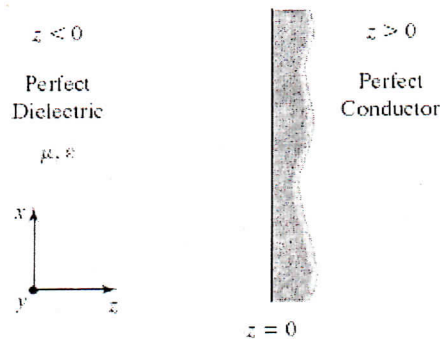 z < 0
z > 0
Perfect
Dielectric
Perfect
Conductor
μ, ε
x
y
z
z = 0